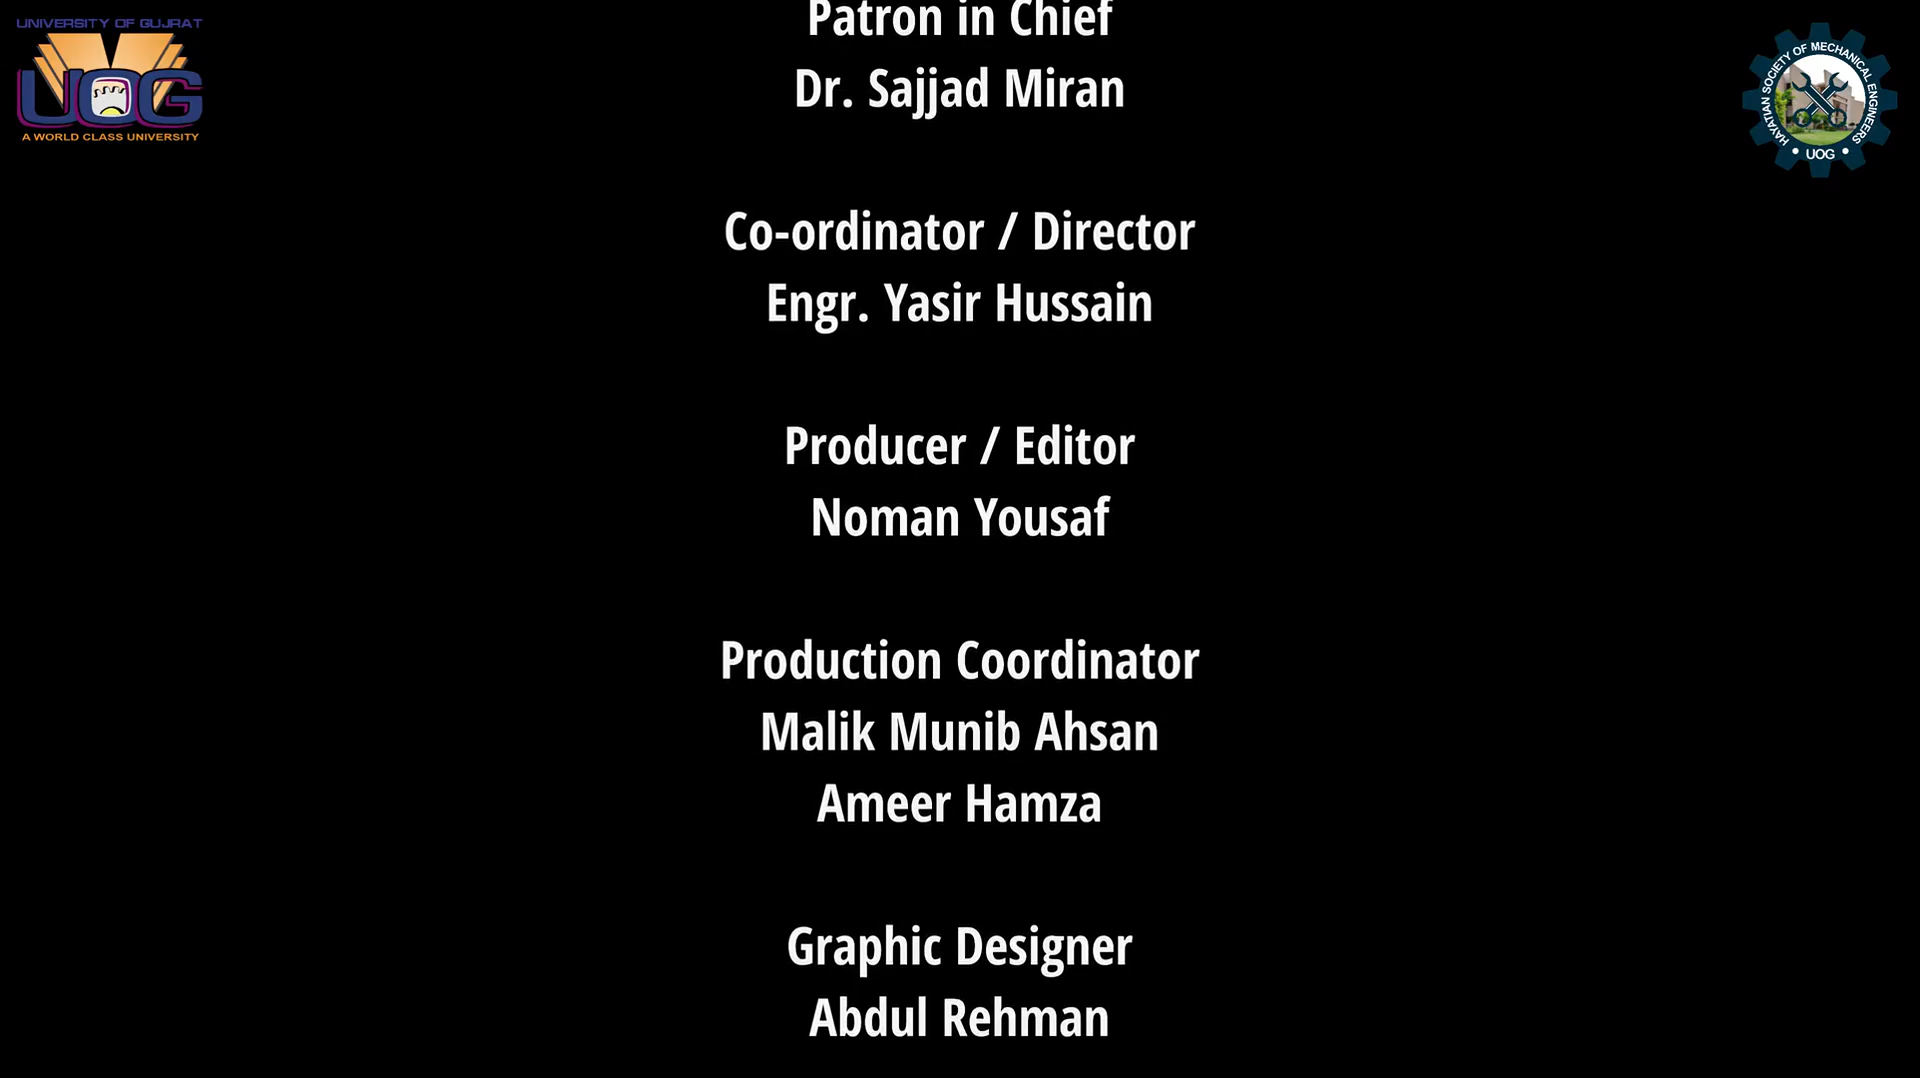 UNIVERSITY OF GUJRAT
UOG
A WORLD CLASS UNIVERSITY
Patron in Chief
Dr. Sajjad Miran
HAYATIAN SOCIETY OF MECHANICAL ENGINEERS
• UOG •
Co-ordinator / Director
Engr. Yasir Hussain
Producer / Editor
Noman Yousaf
Production Coordinator
Malik Munib Ahsan
Ameer Hamza
Graphic Designer
Abdul Rehman